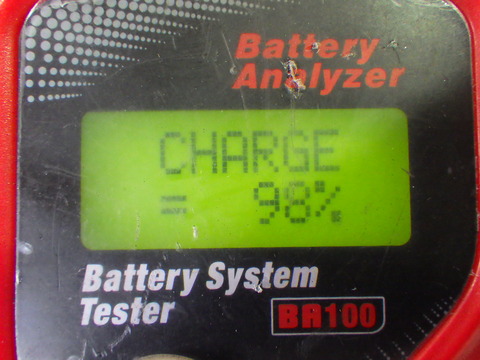 Battery
Analyzer
CHARGE
= 98%
Battery System
Tester
BA100